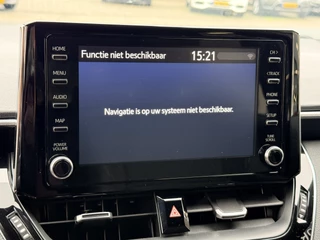 Functie niet beschikbaar 15:21
Navigatie is op uw systeem niet beschikbaar.
HOME
MENU
AUDIO
MAP
POWER
VOLUME
CH >
< TRACK
PHONE
SETUP
TUNE
SCROLL